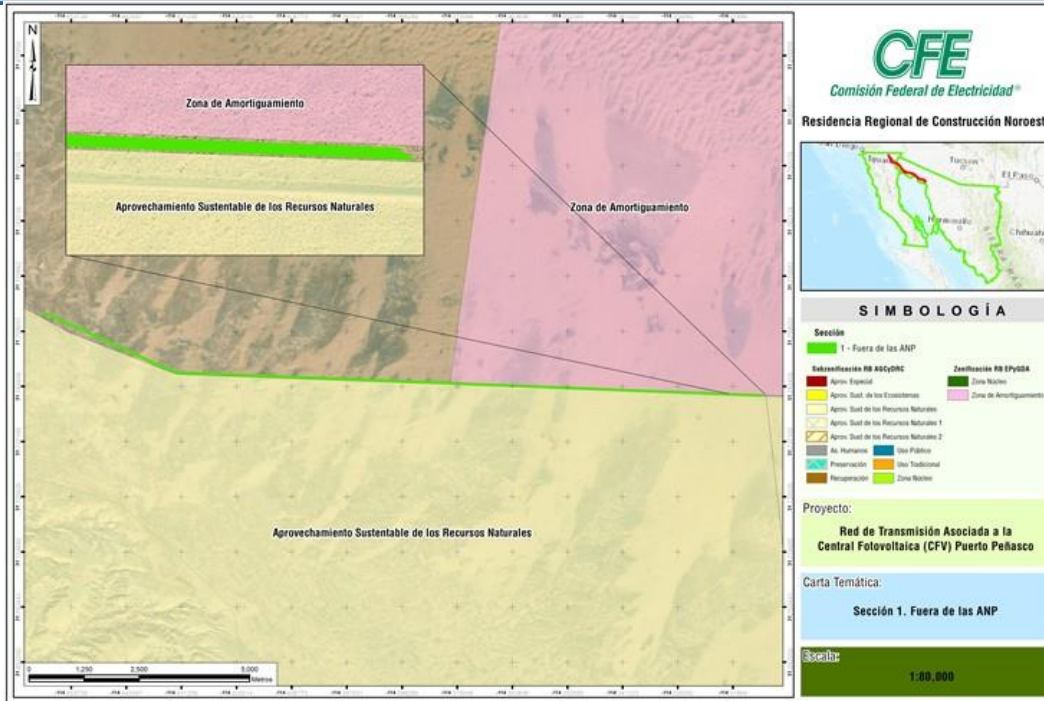 N
Zona de Amortiguamiento
Aprovechamiento Sustentable de los Recursos Naturales
Zona de Amortiguamiento
Aprovechamiento Sustentable de los Recursos Naturales
0 1,250 2,500 5,000
Metros
CFE
Comisión Federal de Electricidad®
Residencia Regional de Construcción Noroest
Tucson
El Paso
Hermosillo
Chihuah
SIMBOLOGÍA
Sección
1 - Fuera de las ANP
Subzonificación RB AGCyDRC
Aprov. Especial
Aprov. Sust. de los Ecosistemas
Aprov. Sust de los Recursos Naturales
Aprov. Sust de los Recursos Naturales 1
Aprov. Sust de los Recursos Naturales 2
As. Humanos
Uso Público
Preservación
Uso Tradicional
Recuperación
Zona Núcleo
Zonificación RB EPyGDA
Zona Núcleo
Zona de Amortiguamiento
Proyecto:
Red de Transmisión Asociada a la
Central Fotovoltaica (CFV) Puerto Peñasco
Carta Temática:
Sección 1. Fuera de las ANP
Escala:
1:80,000